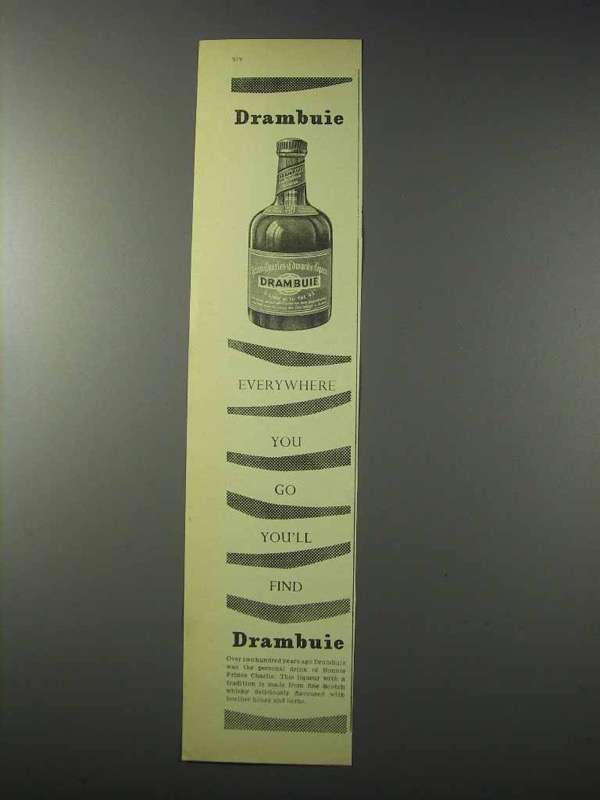 Drambuie
DRAMBUIE
EVERYWHERE
YOU
GO
YOU'LL
FIND
Drambuie
Over two hundred years ago Drambuie
was the personal drink of Bonnie
Prince Charlie. This liqueur with a
tradition is made from fine Scotch
whisky deliciously flavoured with
heather honey and herbs.